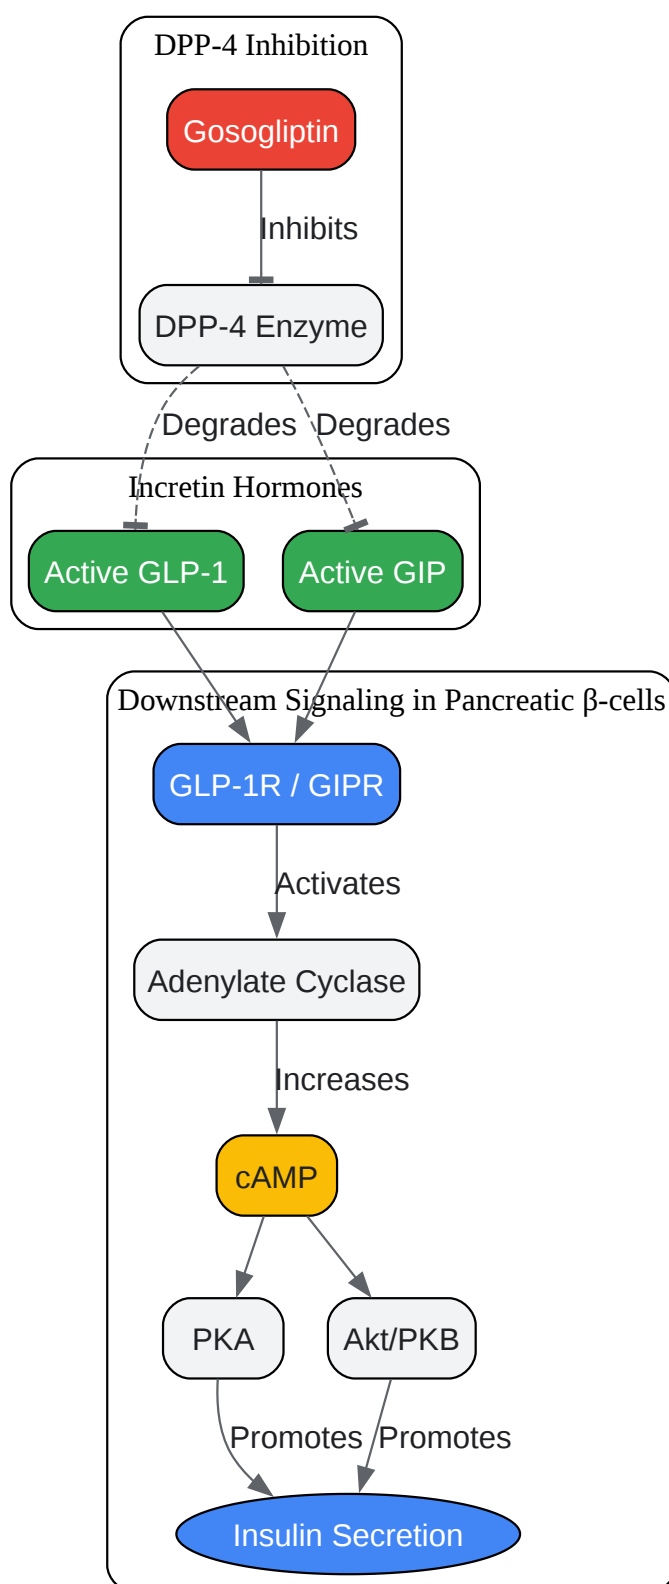 DPP-4 Inhibition
Gosogliptin
Inhibits
DPP-4 Enzyme
Degrades
Degrades
Incretin Hormones
Active GLP-1
Active GIP
Downstream Signaling in Pancreatic β-cells
GLP-1R / GIPR
Activates
Adenylate Cyclase
Increases
cAMP
PKA
Akt/PKB
Promotes
Promotes
Insulin Secretion